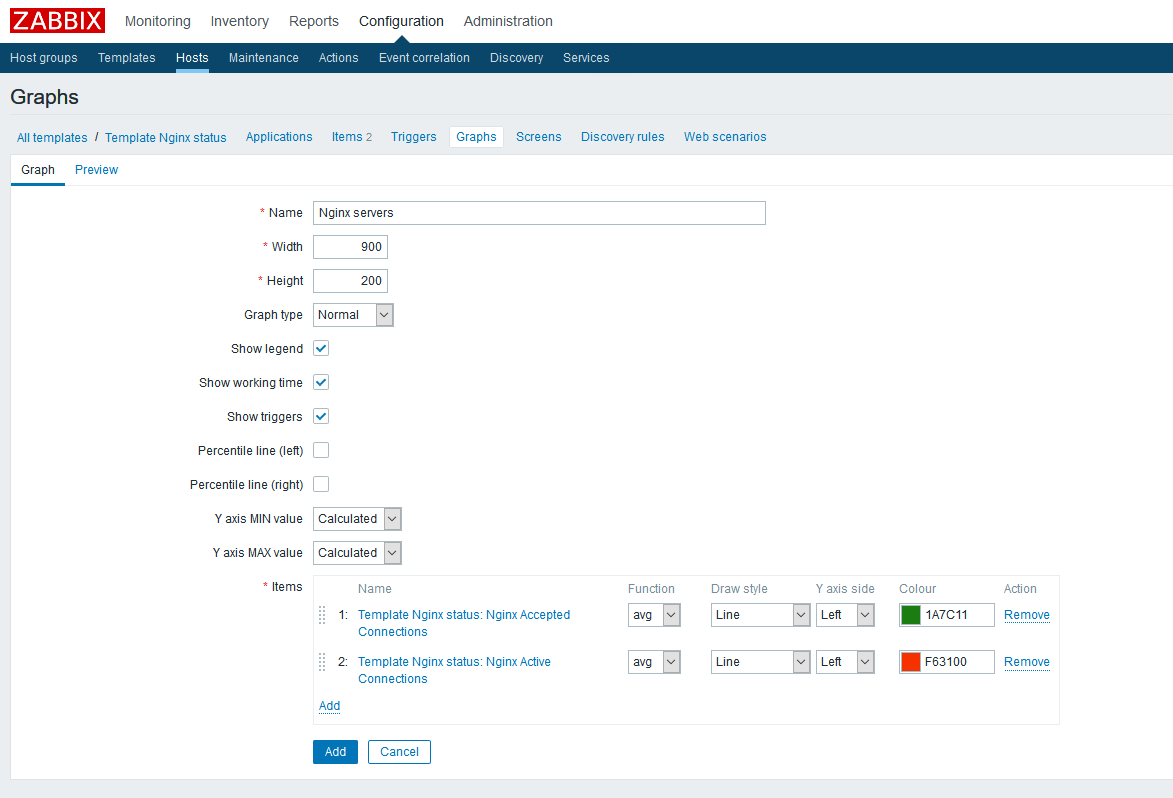 ZABBIX Monitoring Inventory Reports Configuration Administration
Host groups Templates Hosts Maintenance Actions Event correlation Discovery Services
Graphs
All templates / Template Nginx status Applications Items 2 Triggers Graphs Screens Discovery rules Web scenarios
Graph Preview
* Name Nginx servers
* Width 900
* Height 200
Graph type Normal
Show legend
Show working time
Show triggers
Percentile line (left)
Percentile line (right)
Y axis MIN value Calculated
Y axis MAX value Calculated
* Items Name Function Draw style Y axis side Colour Action
1: Template Nginx status: Nginx Accepted avg Line Left 1A7C11 Remove
Connections
2: Template Nginx status: Nginx Active avg Line Left F63100 Remove
Connections
Add
Add Cancel